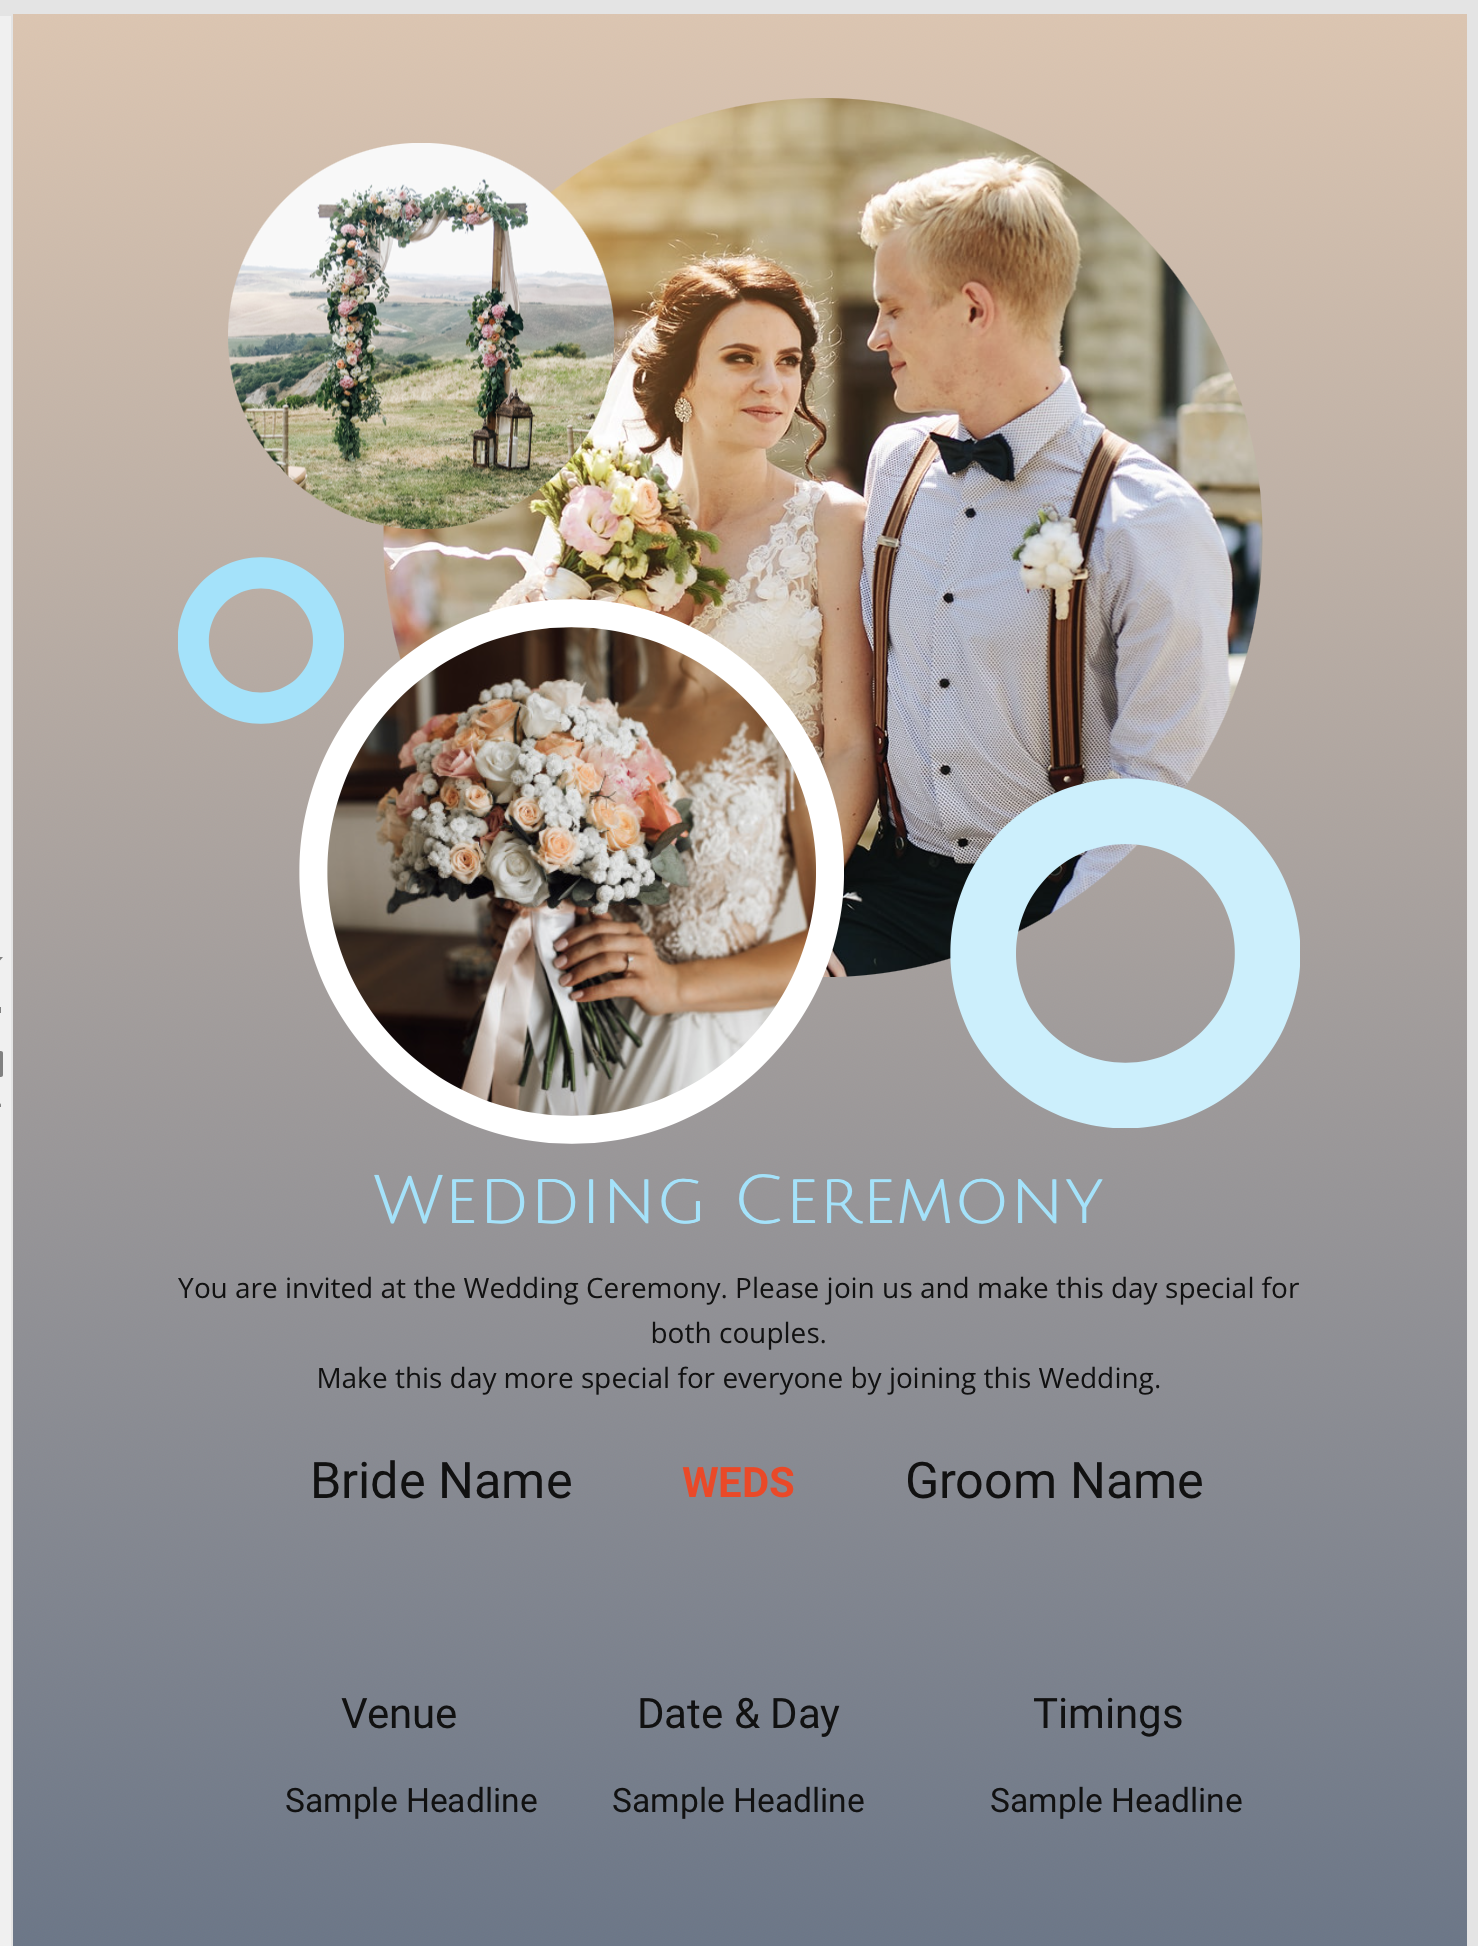 Wedding Ceremony
You are invited at the Wedding Ceremony. Please join us and make this day special for
both couples.
Make this day more special for everyone by joining this Wedding.
Bride Name WEDS Groom Name
Venue Date & Day Timings
Sample Headline Sample Headline Sample Headline